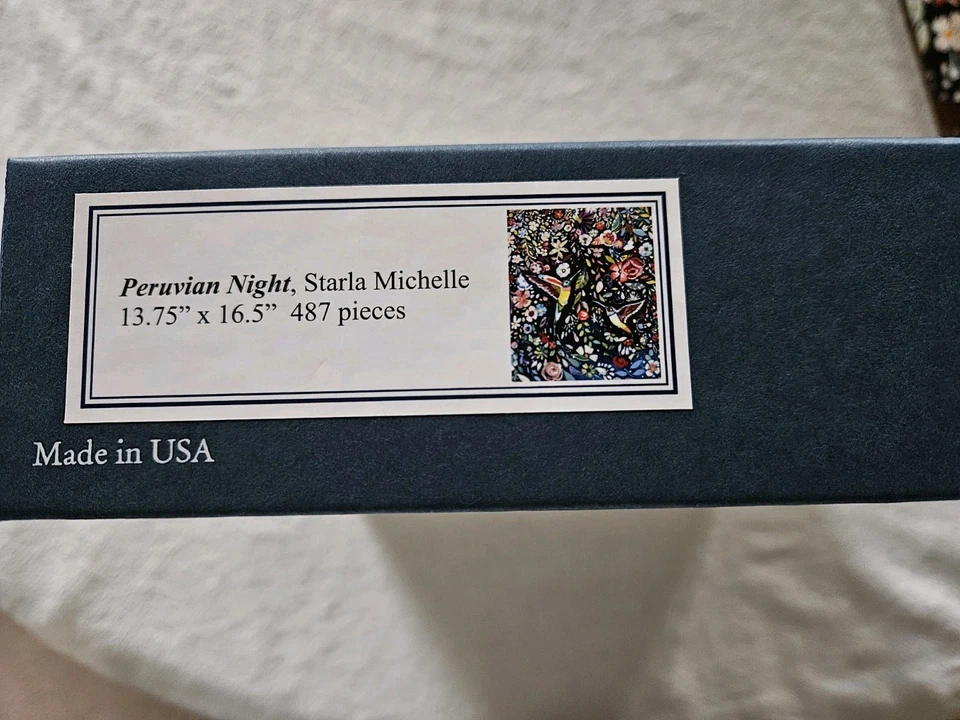 Peruvian Night, Starla Michelle
13.75” x 16.5” 487 pieces
Made in USA